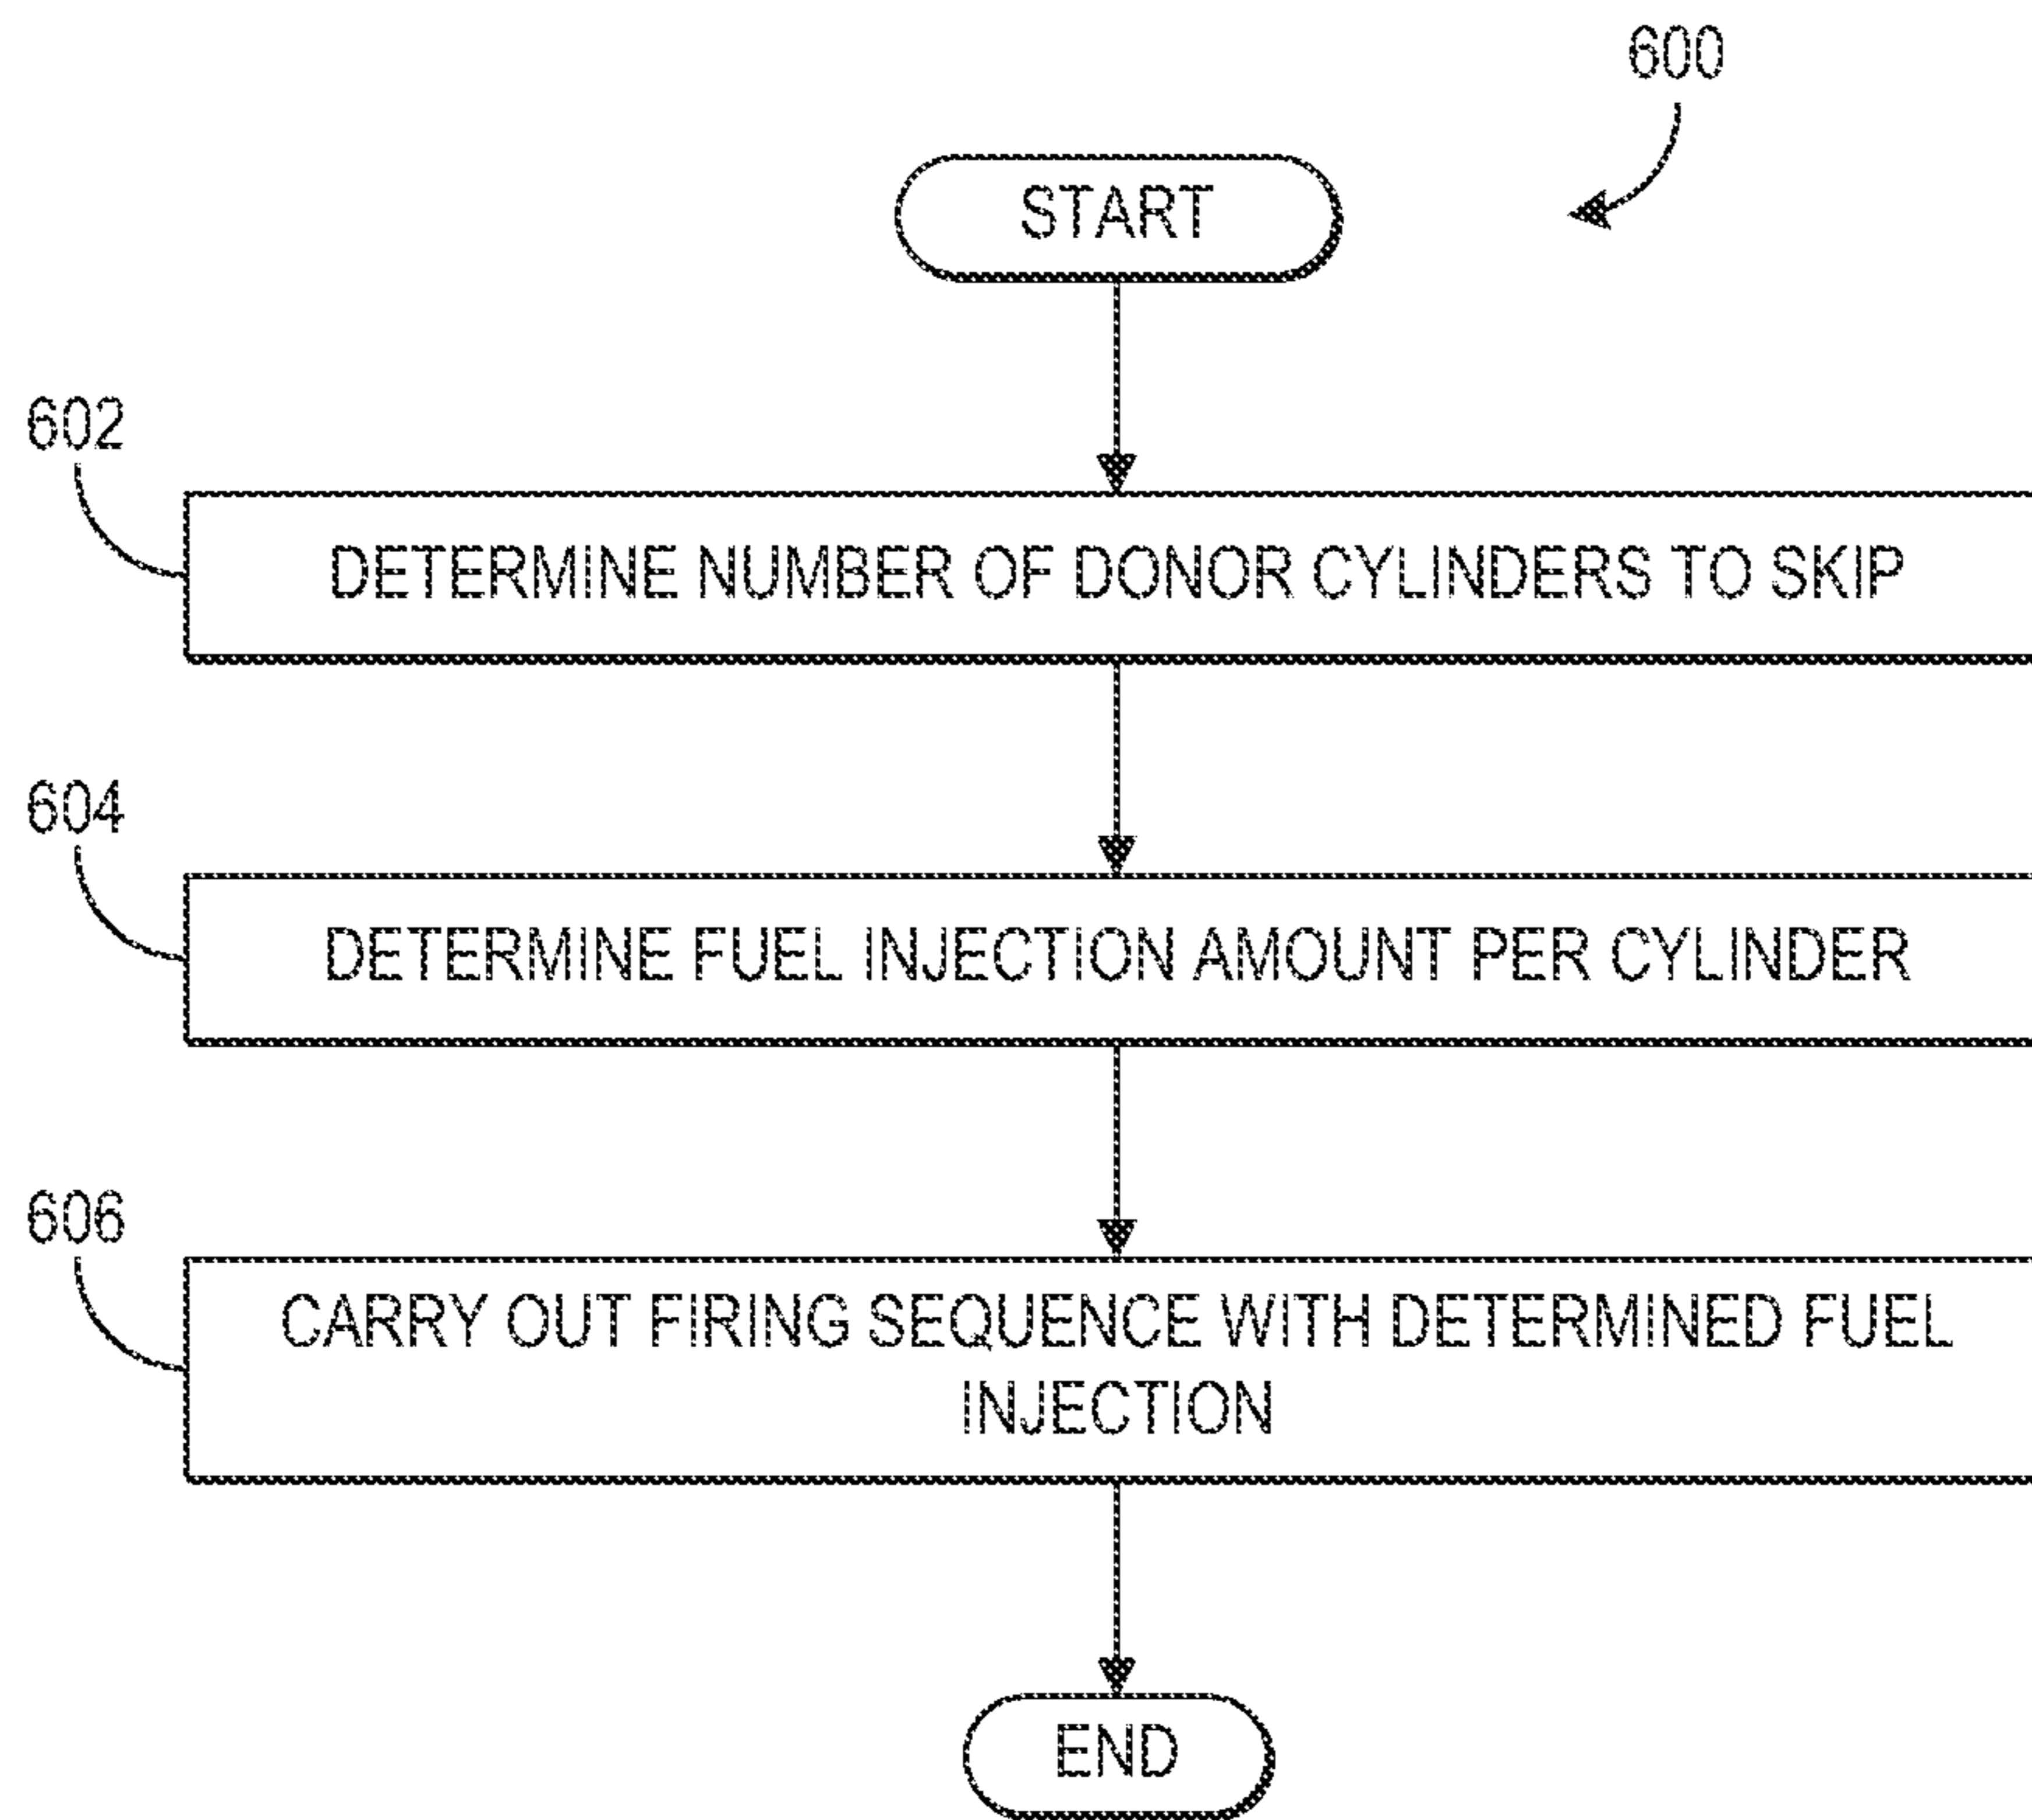 600
START
602
DETERMINE NUMBER OF DONOR CYLINDERS TO SKIP
604
DETERMINE FUEL INJECTION AMOUNT PER CYLINDER
606
CARRY OUT FIRING SEQUENCE WITH DETERMINED FUEL
INJECTION
END